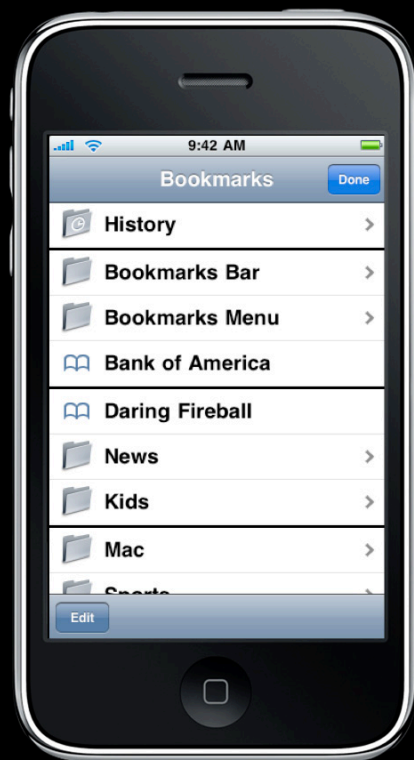 9:42 AM
Bookmarks Done
History
Bookmarks Bar
Bookmarks Menu
Bank of America
Daring Fireball
News
Kids
Mac
Sports
Edit